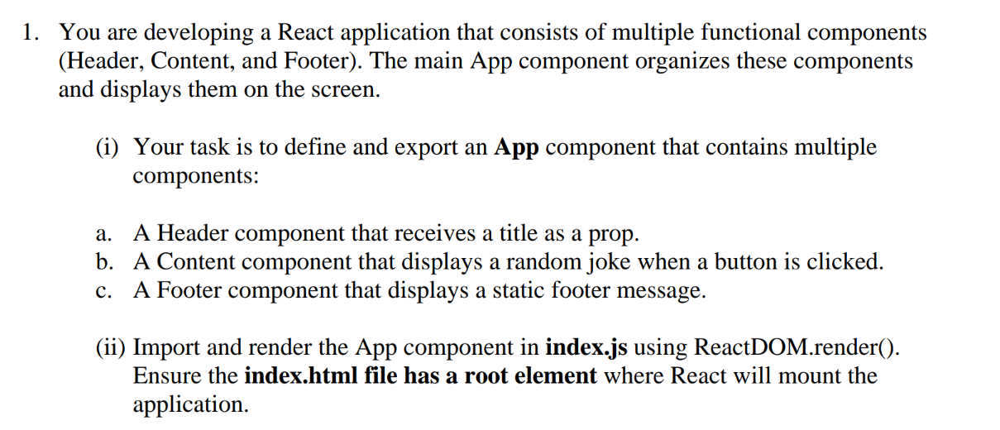 1. You are developing a React application that consists of multiple functional components
(Header, Content, and Footer). The main App component organizes these components
and displays them on the screen.
(i) Your task is to define and export an App component that contains multiple
components:
a. A Header component that receives a title as a prop.
b. A Content component that displays a random joke when a button is clicked.
c. A Footer component that displays a static footer message.
(ii) Import and render the App component in index.js using ReactDOM.render().
Ensure the index.html file has a root element where React will mount the
application.